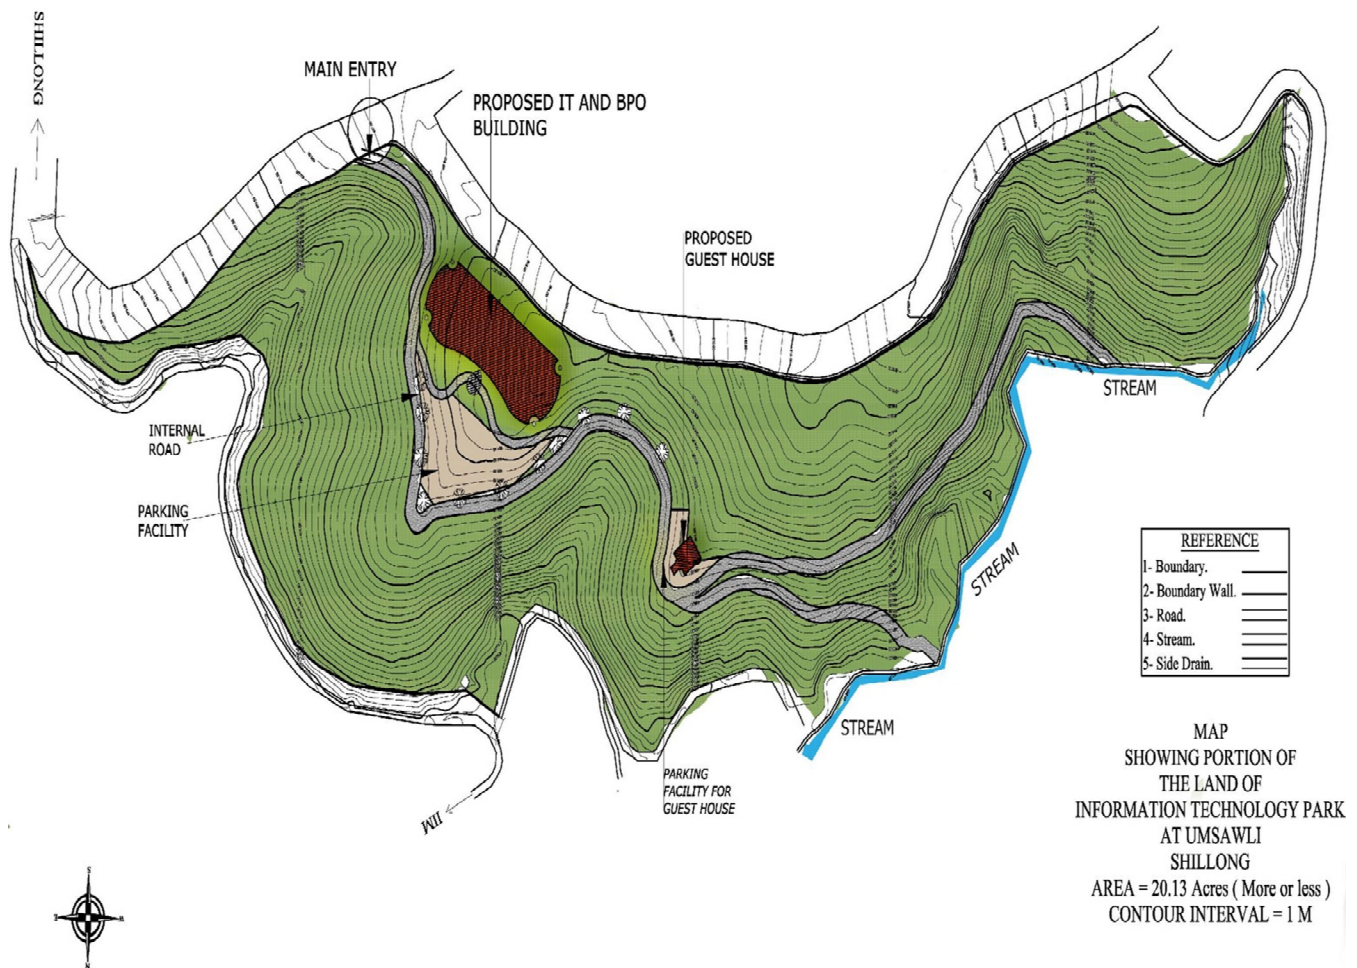 SHILLONG
MAIN ENTRY
PROPOSED IT AND BPO
BUILDING
PROPOSED
GUEST HOUSE
INTERNAL
ROAD
PARKING
FACILITY
STREAM
STREAM
STREAM
PARKING
FACILITY FOR
GUEST HOUSE
IIM
REFERENCE
1- Boundary.
2- Boundary Wall.
3- Road.
4- Stream.
5- Side Drain.
MAP
SHOWING PORTION OF
THE LAND OF
INFORMATION TECHNOLOGY PARK
AT UMSAWLI
SHILLONG
AREA = 20.13 Acres ( More or less )
CONTOUR INTERVAL = 1 M
S
N